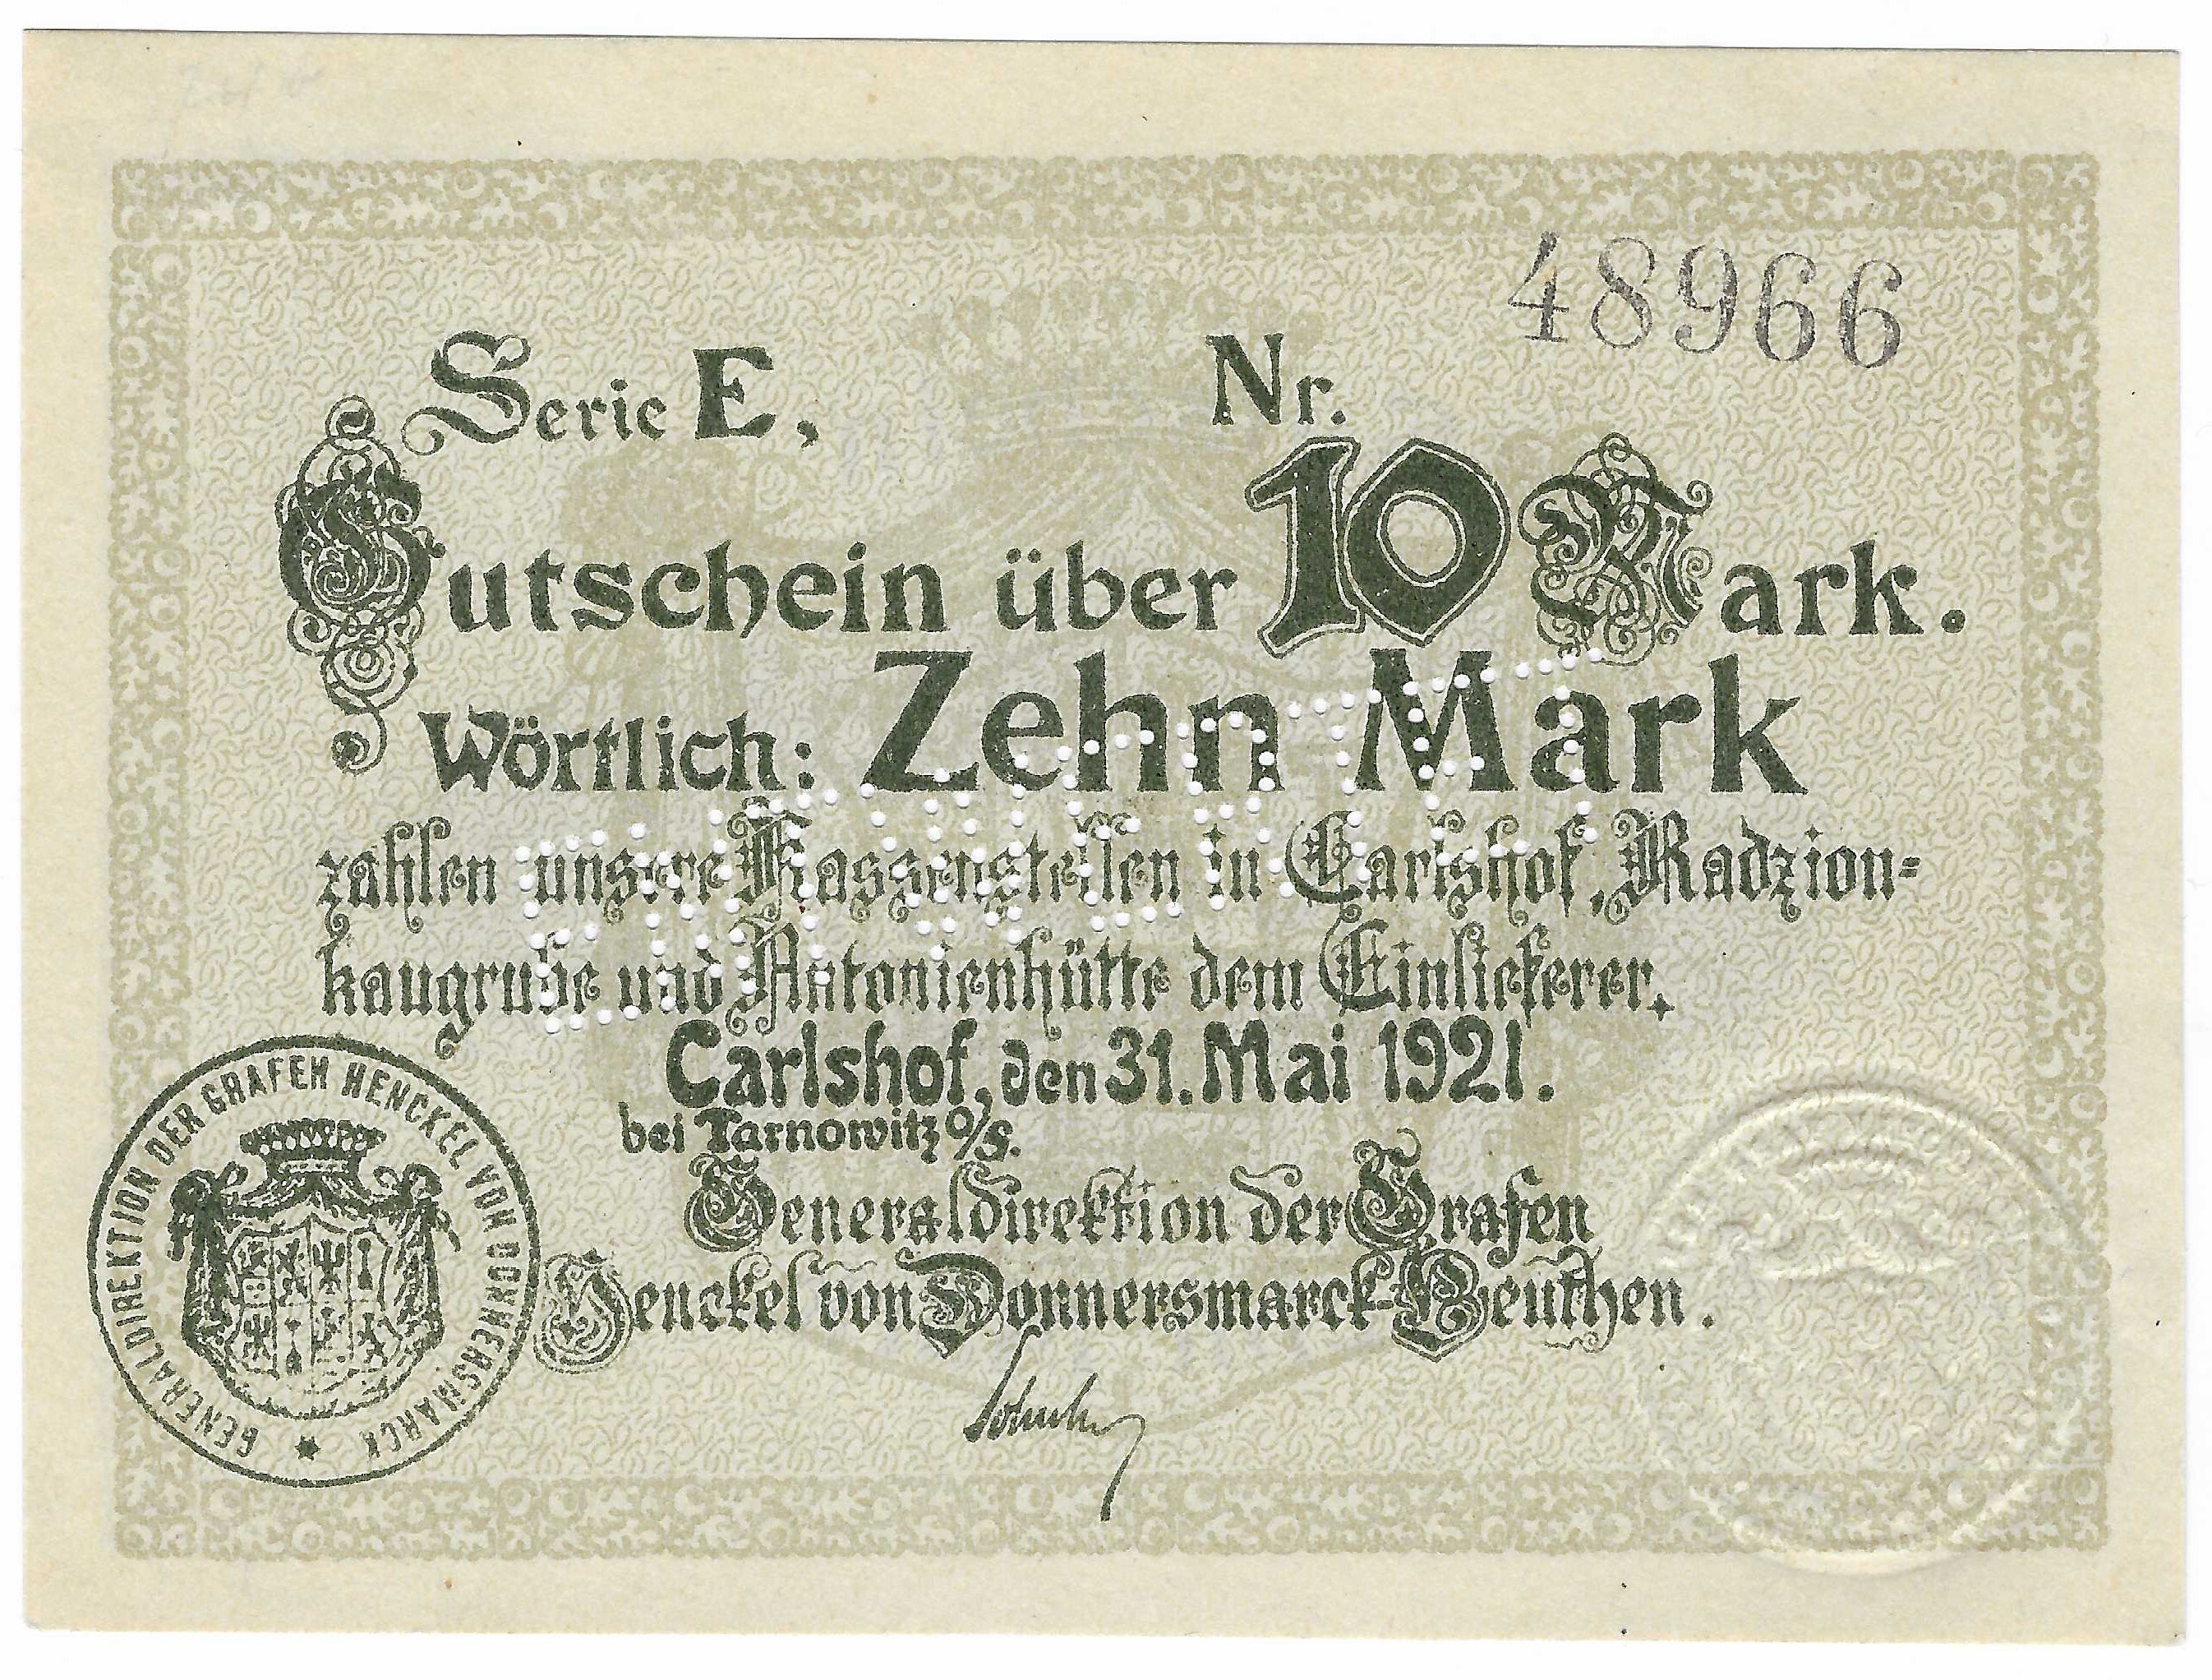 48966
Serie E, Nr.
Gutschein über 10 Mark.
Wörtlich: Zehn Mark
zahlen unsere Kassenstellen in Carlshof, Radzion=
kaugrube und Antonienhütte dem Einlieferer.
Carlshof, den 31. Mai 1921.
bei Tarnowitz O/S.
Generaldirektion der Grafen
Henckel von Donnersmarck-Beuthen.
GENERALDIREKTION DER GRAFEN HENCKEL VON DONNERSMARCK